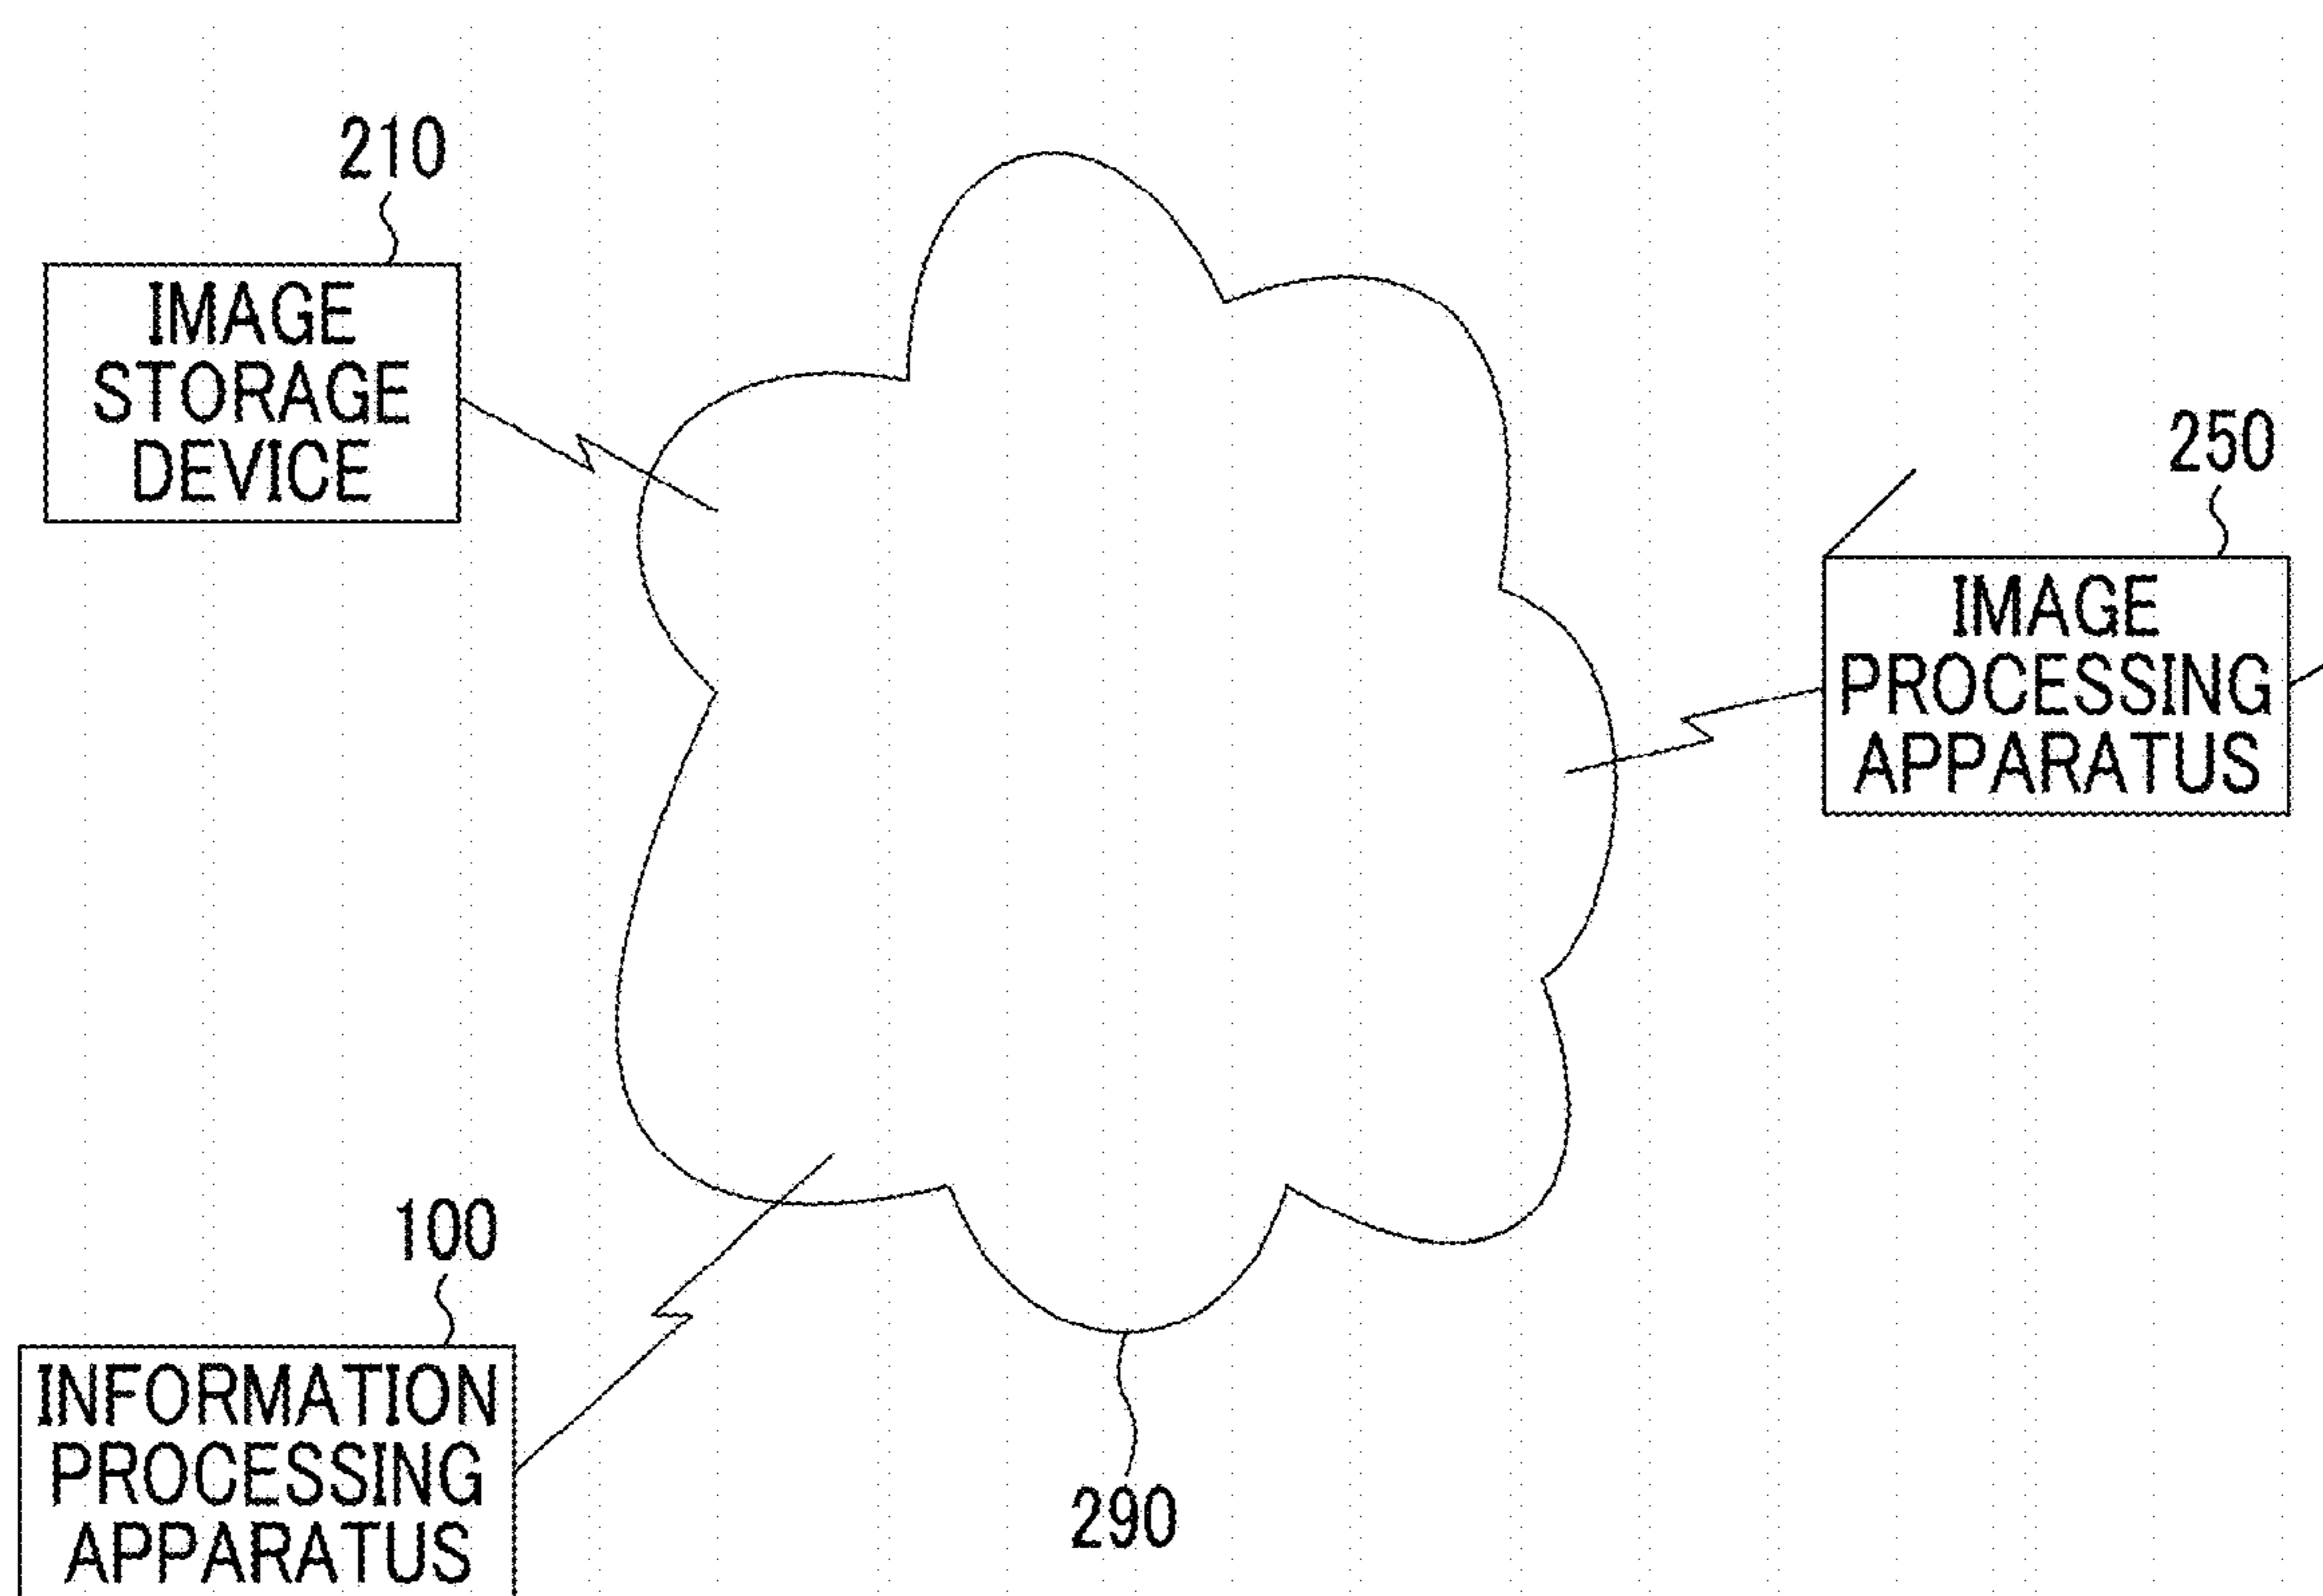 210
IMAGE
STORAGE
DEVICE
250
IMAGE
PROCESSING
APPARATUS
100
INFORMATION
PROCESSING
APPARATUS
290